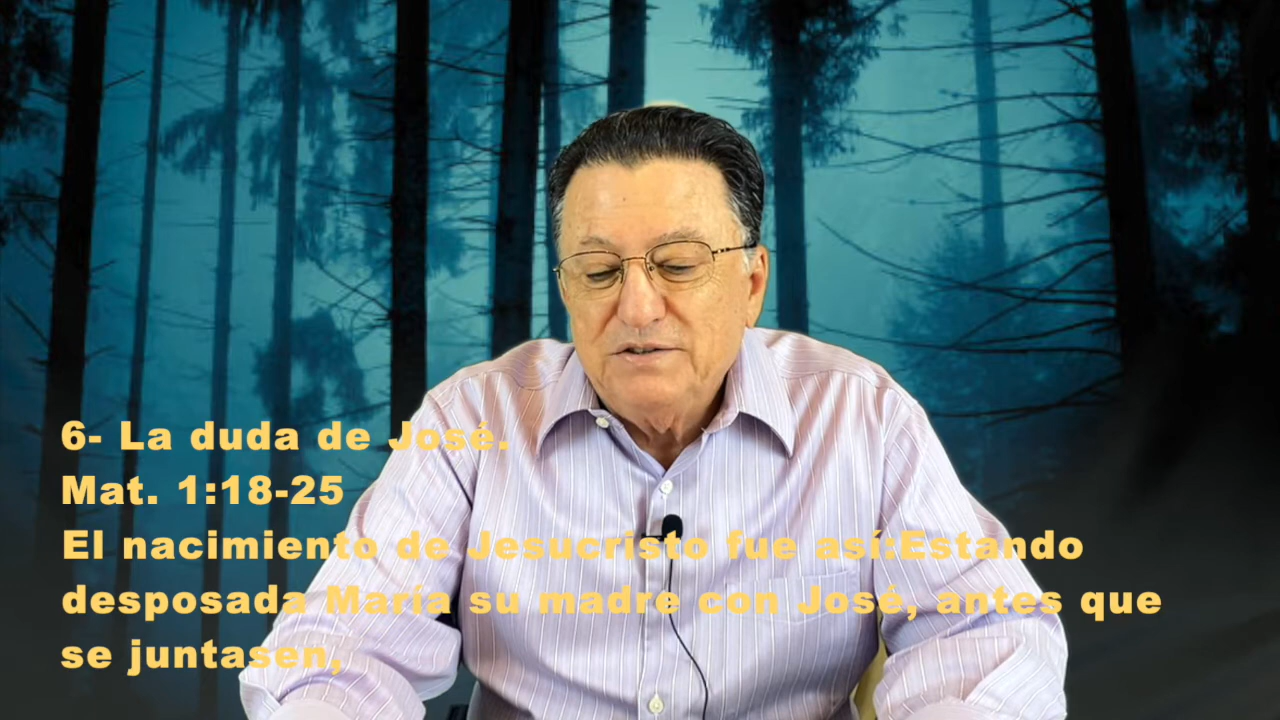 6- La duda de José.
Mat. 1:18-25
El nacimiento de Jesucristo fue así:Estando
desposada María su madre con José, antes que
se juntasen,